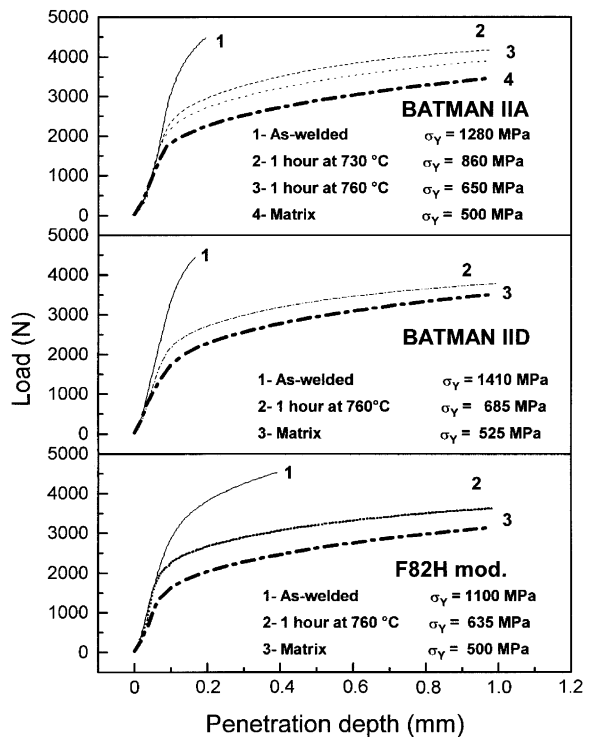 5000
4000
3000
2000
1000
0
1
2
3
4
BATMAN IIA
1- As-welded σY = 1280 MPa
2- 1 hour at 730 °C σY = 860 MPa
3- 1 hour at 760 °C σY = 650 MPa
4- Matrix σY = 500 MPa
5000
4000
3000
2000
1000
0
1
2
3
BATMAN IID
1- As-welded σY = 1410 MPa
2- 1 hour at 760°C σY = 685 MPa
3- Matrix σY = 525 MPa
5000
4000
3000
2000
1000
0
1
2
3
F82H mod.
1- As-welded σY = 1100 MPa
2- 1 hour at 760 °C σY = 635 MPa
3- Matrix σY = 500 MPa
Load (N)
0 0.2 0.4 0.6 0.8 1.0 1.2
Penetration depth (mm)